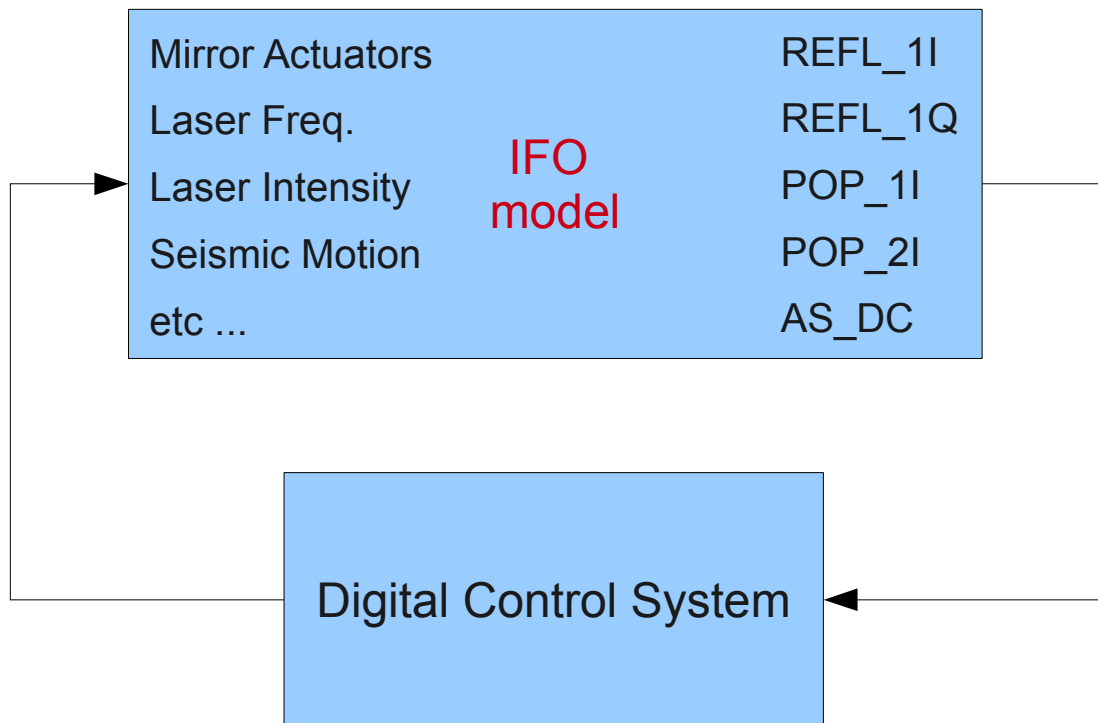 Mirror Actuators
Laser Freq.
Laser Intensity
Seismic Motion
etc ...
IFO
model
REFL_1I
REFL_1Q
POP_1I
POP_2I
AS_DC
Digital Control System